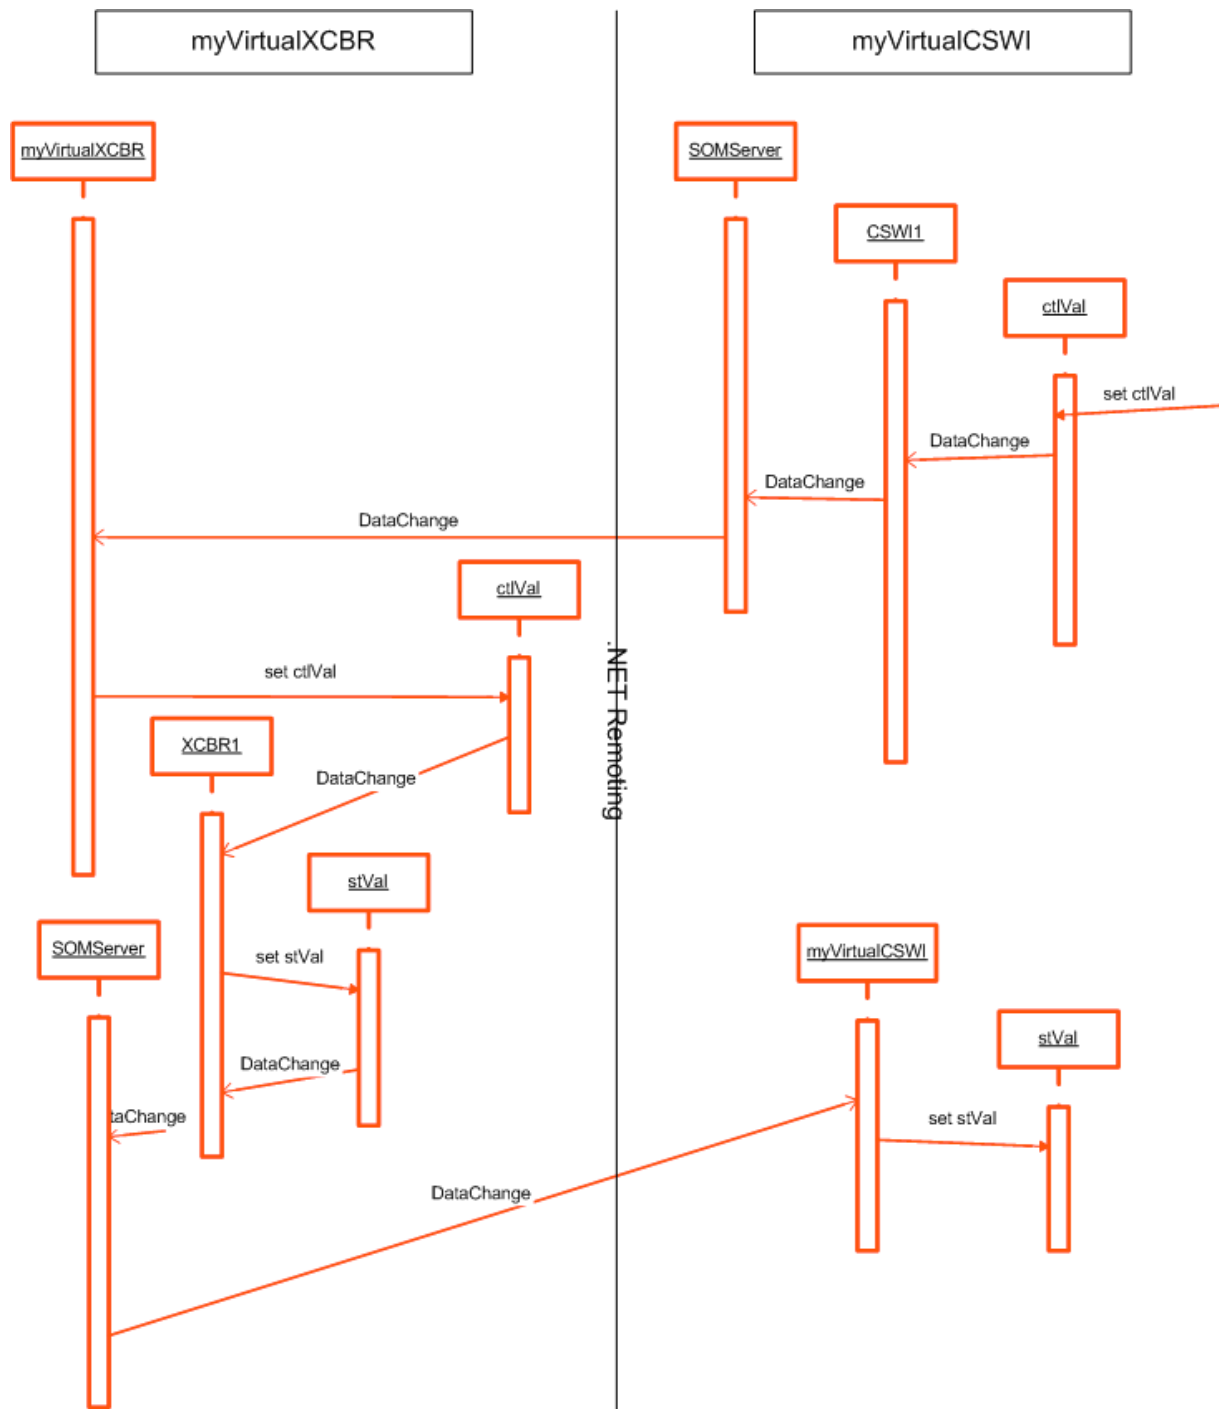 myVirtualXCBR
myVirtualCSWI
myVirtualXCBR
SOMServer
CSWI1
ctlVal
set ctlVal
DataChange
DataChange
DataChange
ctlVal
.NET Remoting
set ctlVal
XCBR1
DataChange
stVal
SOMServer
set stVal
myVirtualCSWI
stVal
DataChange
taChange
set stVal
DataChange